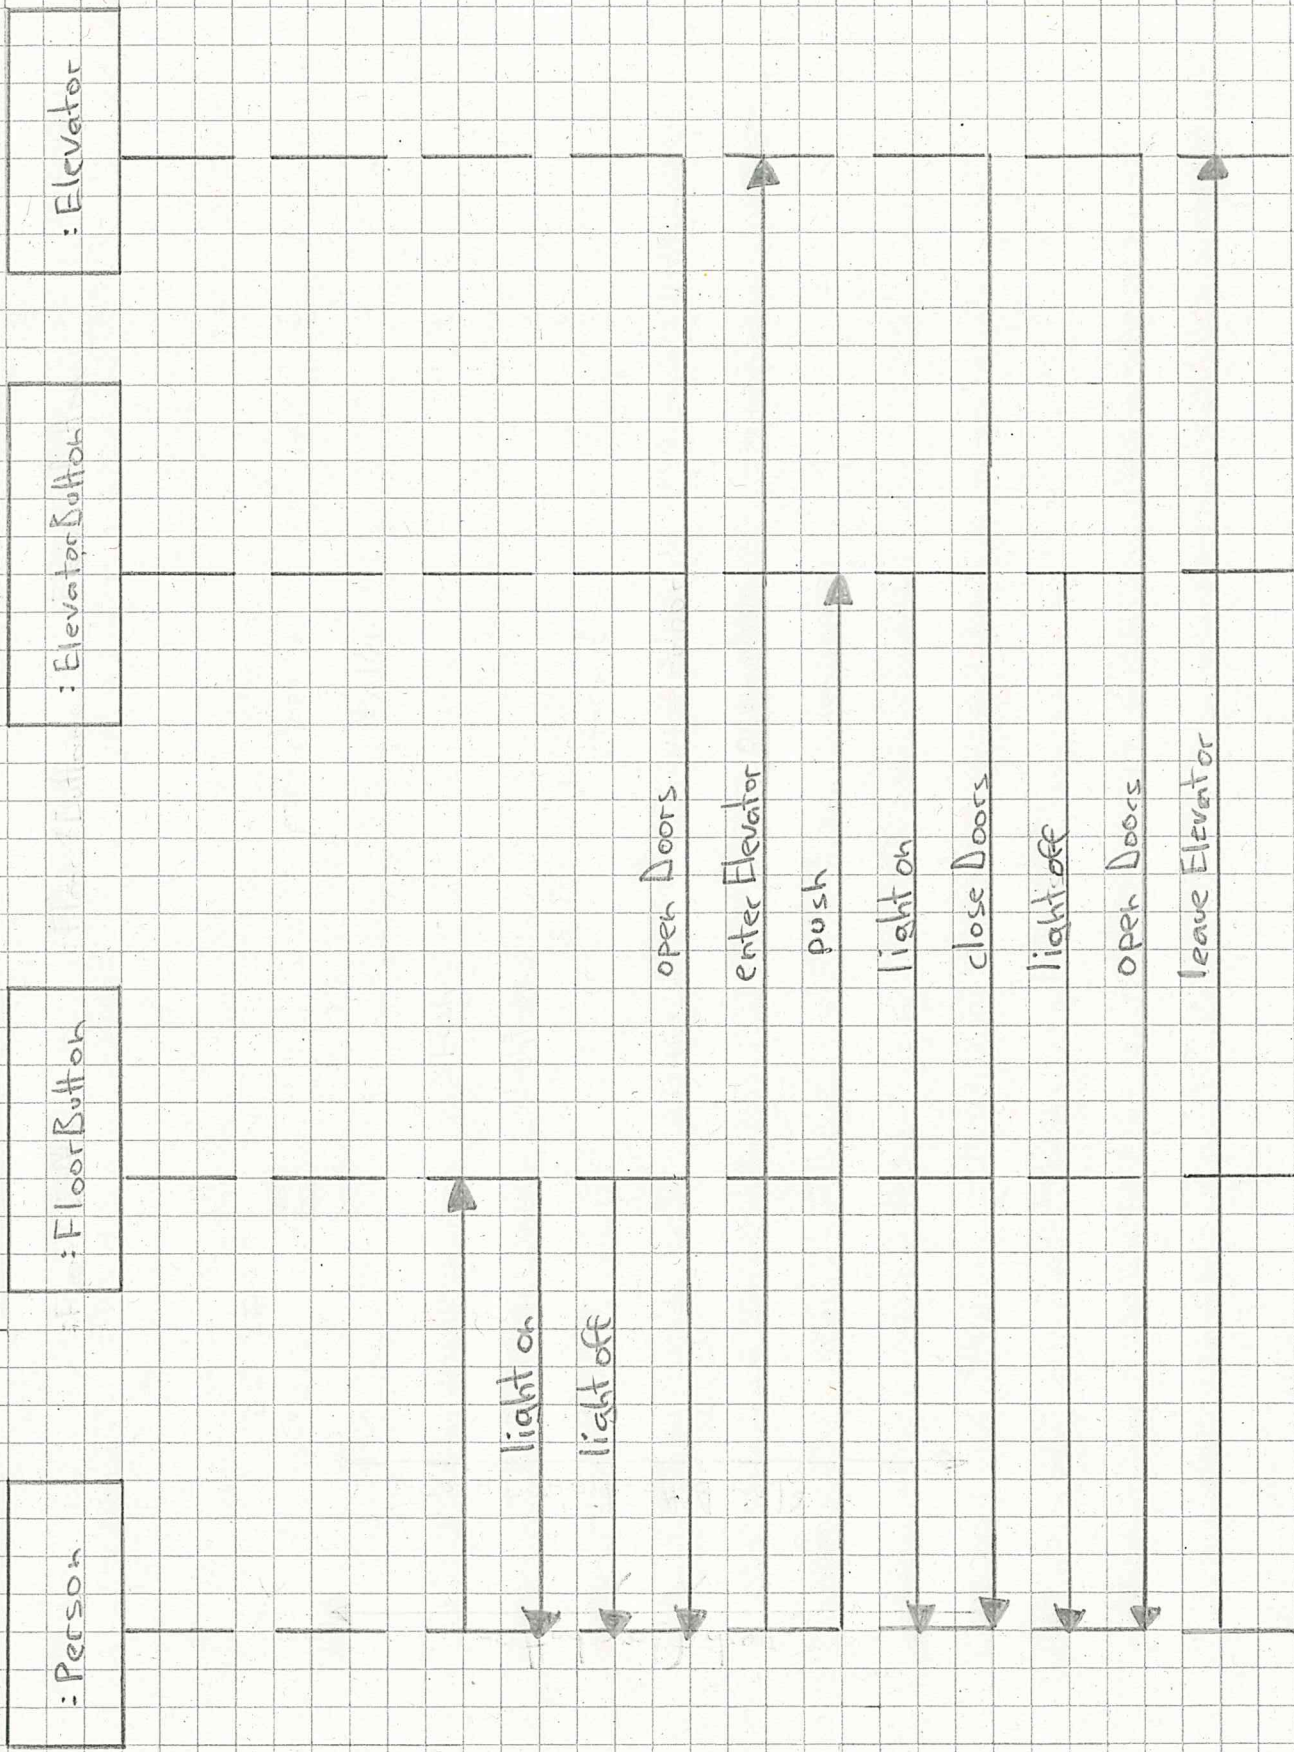 :Person
:FloorButton
:ElevatorButton
:Elevator
light on
light off
open Doors
enter Elevator
push
light on
close Doors
light off
open Doors
leave Elevator